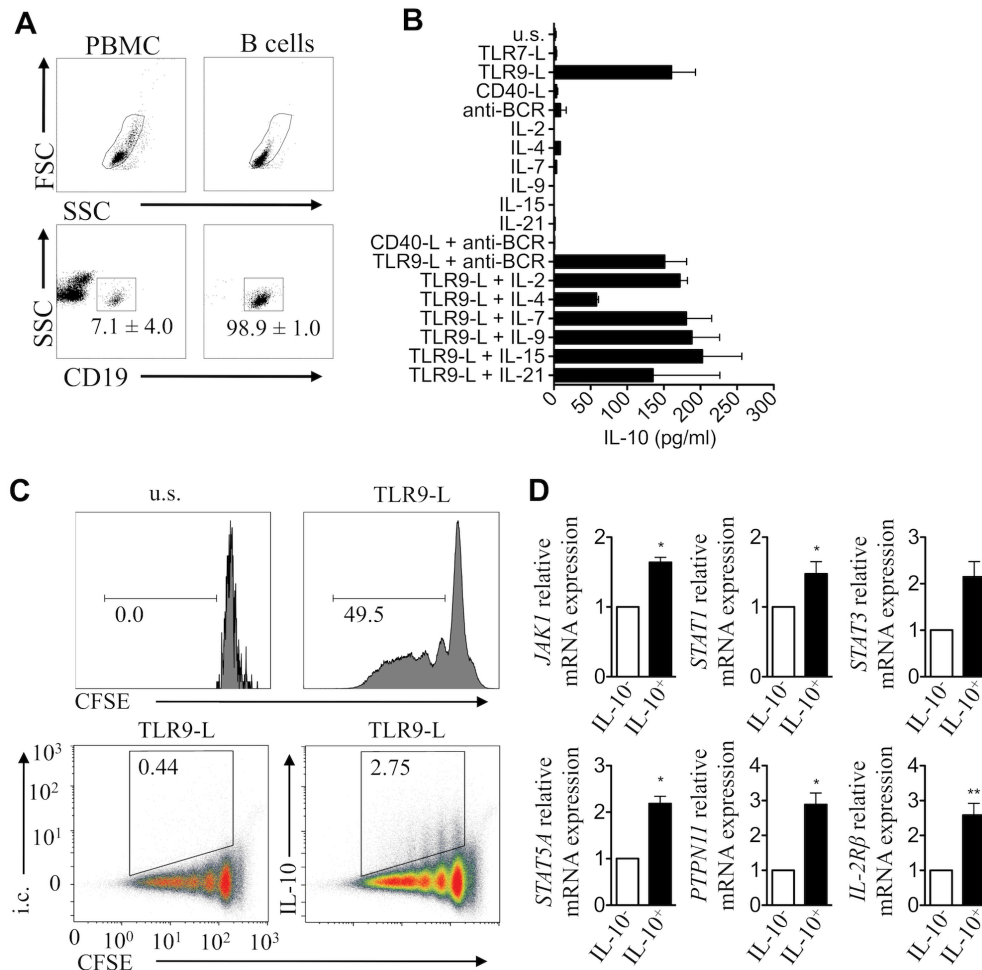 A
PBMC
B cells
FSC
SSC
SSC
7.1 ± 4.0
98.9 ± 1.0
CD19
B
u.s.
TLR7-L
TLR9-L
CD40-L
anti-BCR
IL-2
IL-4
IL-7
IL-9
IL-15
IL-21
CD40-L + anti-BCR
TLR9-L + anti-BCR
TLR9-L + IL-2
TLR9-L + IL-4
TLR9-L + IL-7
TLR9-L + IL-9
TLR9-L + IL-15
TLR9-L + IL-21
0 50 100 150 200 250 300
IL-10 (pg/ml)
C
u.s.
TLR9-L
0.0
49.5
CFSE
TLR9-L
TLR9-L
10³
10²
10¹
0
i.c.
0.44
IL-10
2.75
0 10⁰ 10¹ 10² 10³
CFSE
D
JAK1 relative
mRNA expression
2
1
0
*
IL-10⁻
IL-10⁺
STAT1 relative
mRNA expression
2
1
0
*
IL-10⁻
IL-10⁺
STAT3 relative
mRNA expression
3
2
1
0
IL-10⁻
IL-10⁺
STAT5A relative
mRNA expression
3
2
1
0
*
IL-10⁻
IL-10⁺
PTPN11 relative
mRNA expression
4
3
2
1
0
*
IL-10⁻
IL-10⁺
IL-2Rβ relative
mRNA expression
4
3
2
1
0
**
IL-10⁻
IL-10⁺